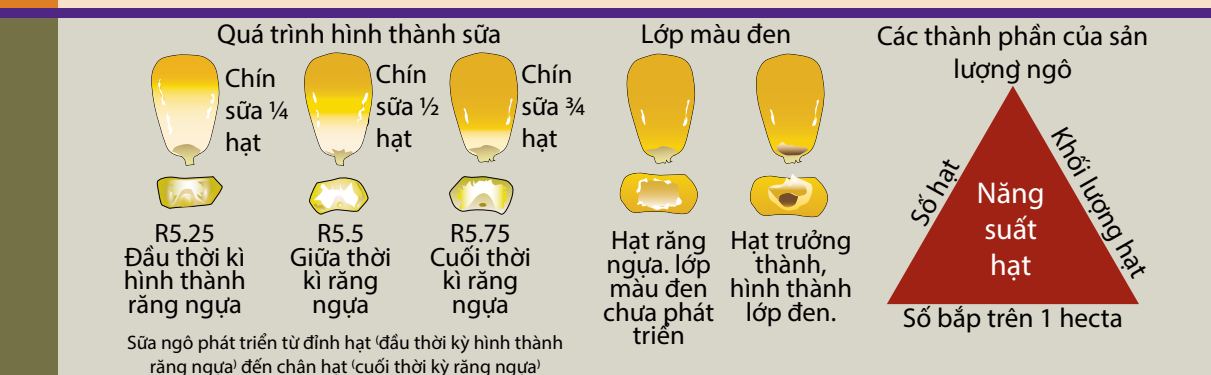 Quá trình hình thành sữa
Chín
sữa ¼
hạt
Chín
sữa ½
hạt
Chín
sữa ¾
hạt
R5.25
Đầu thời kì
hình thành
răng ngựa
R5.5
Giữa thời
kì răng
ngựa
R5.75
Cuối thời
kì răng
ngựa
Sữa ngô phát triển từ đỉnh hạt (đầu thời kỳ hình thành
răng ngựa) đến chân hạt (cuối thời kỳ răng ngựa)
Lớp màu đen
Hạt răng
ngựa. lớp
màu đen
chưa phát
triển
Hạt trưởng
thành,
hình thành
lớp đen.
Các thành phần của sản
lượng ngô
Số hạt
Khối lượng hạt
Năng
suất
hạt
Số bắp trên 1 hecta